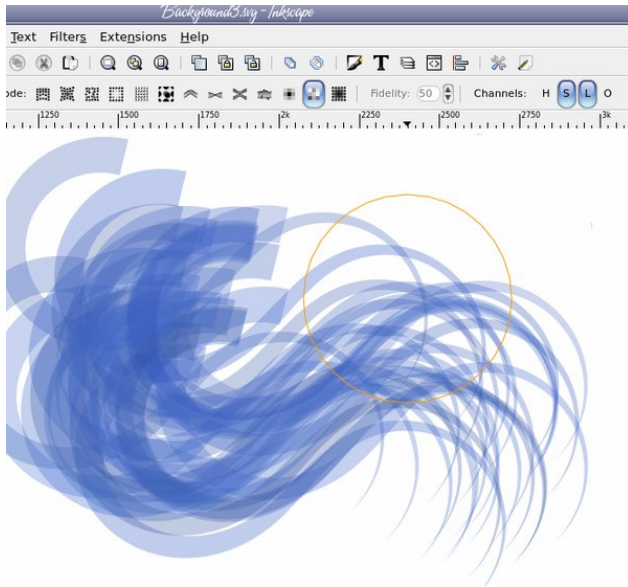 Background3.svg - Inkscape
Text Filters Extensions Help
ode: Fidelity: 50 Channels: H S L O
1250 1500 1750 2k 2250 2500 2750 3k